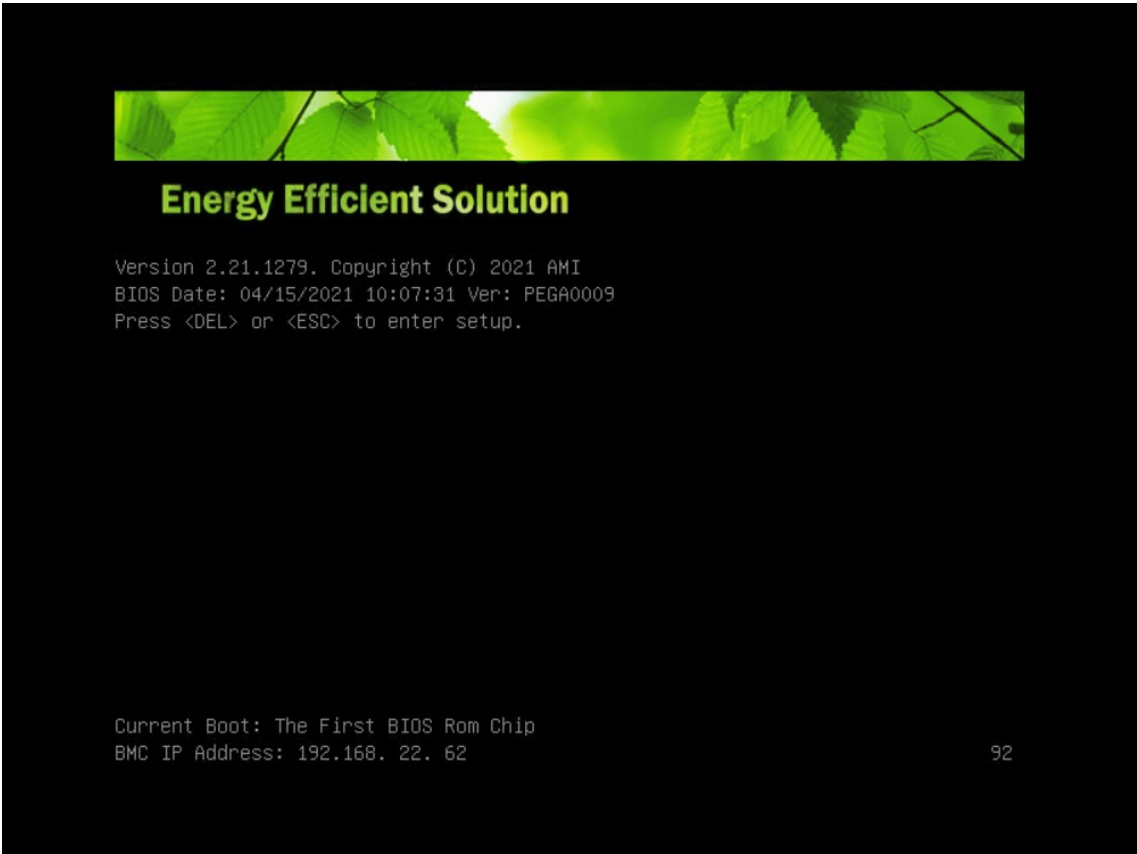 Energy Efficient Solution
Version 2.21.1279. Copyright (C) 2021 AMI
BIOS Date: 04/15/2021 10:07:31 Ver: PEGA0009
Press <DEL> or <ESC> to enter setup.
Current Boot: The First BIOS Rom Chip
BMC IP Address: 192.168. 22. 62
92